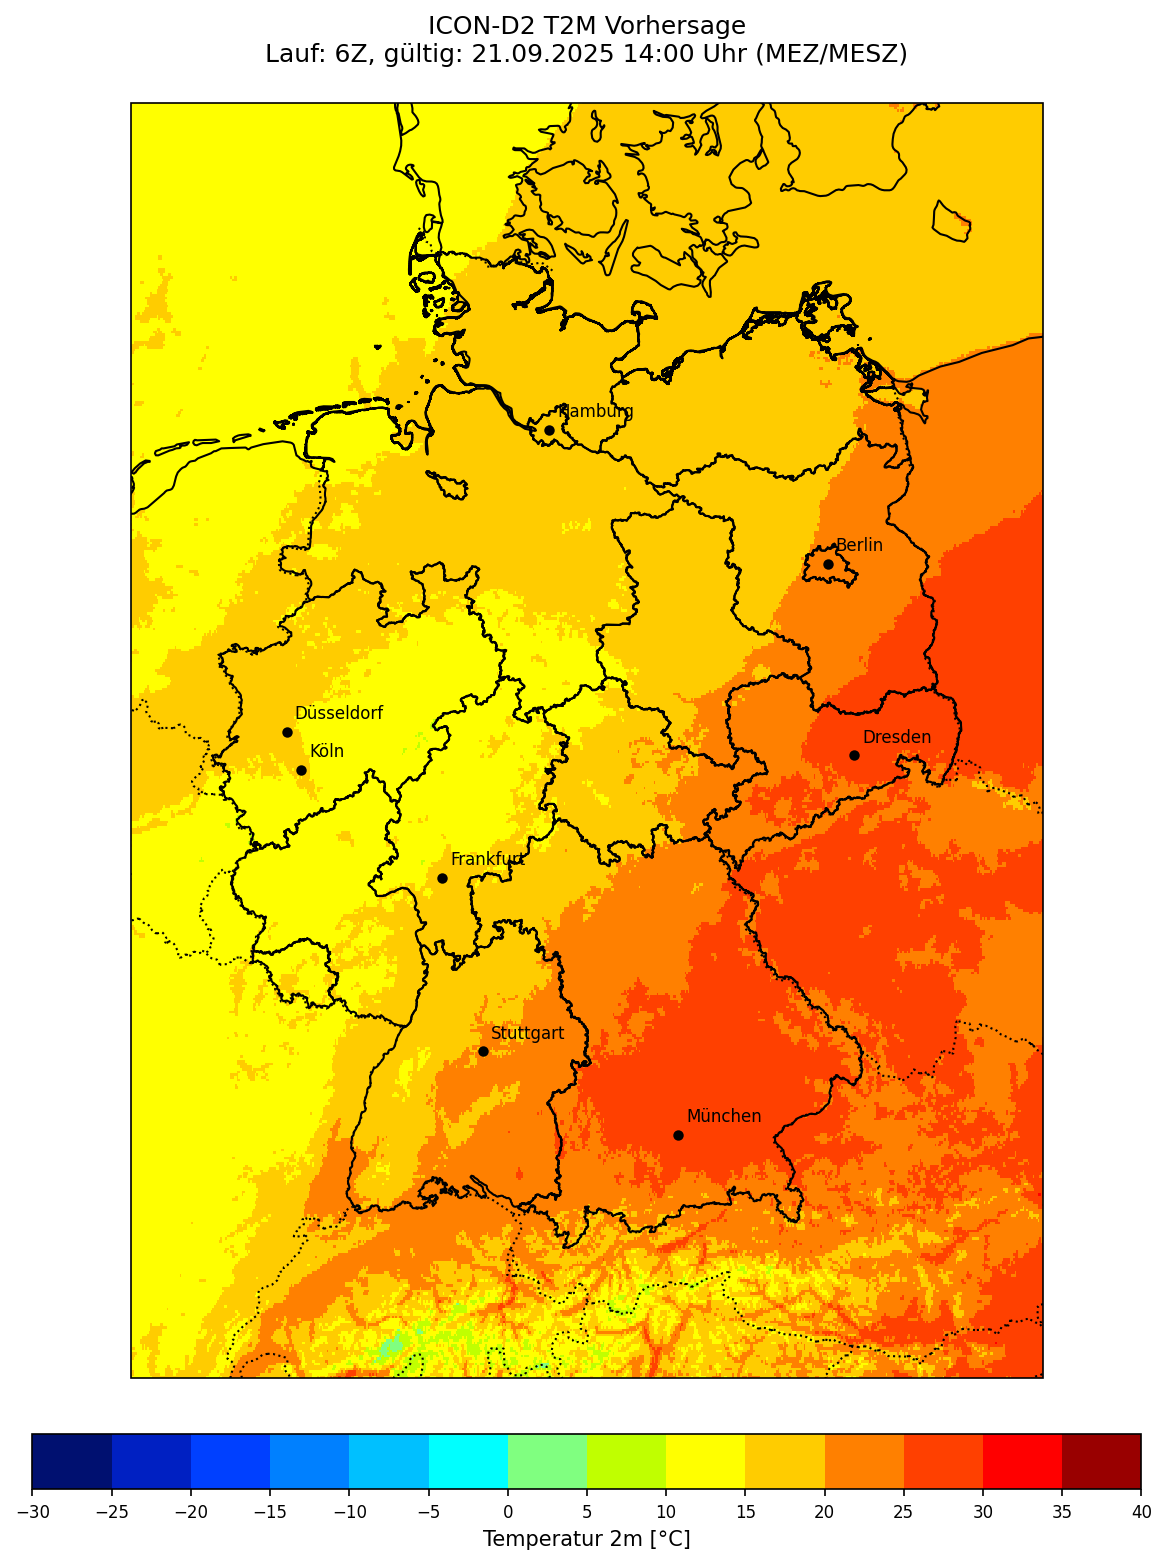 ICON-D2 T2M Vorhersage
Lauf: 6Z, gültig: 21.09.2025 14:00 Uhr (MEZ/MESZ)
Hamburg
Berlin
Düsseldorf
Dresden
Köln
Frankfurt
Stuttgart
München
−30 −25 −20 −15 −10 −5 0 5 10 15 20 25 30 35 40
Temperatur 2m [°C]